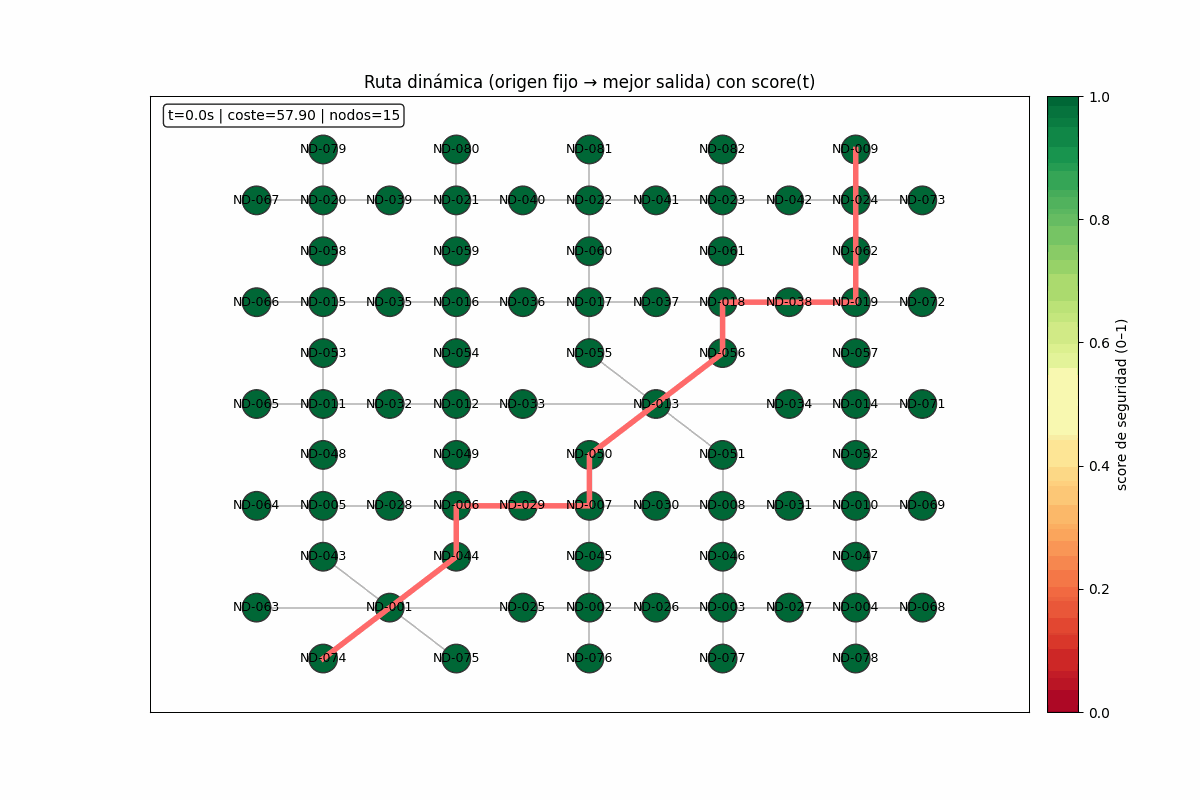 Ruta dinámica (origen fijo → mejor salida) con score(t)
t=0.0s | coste=57.90 | nodos=15
ND-079 ND-080 ND-081 ND-082 ND-009
ND-067 ND-020 ND-039 ND-021 ND-040 ND-022 ND-041 ND-023 ND-042 ND-024 ND-073
ND-058 ND-059 ND-060 ND-061 ND-062
ND-066 ND-015 ND-035 ND-016 ND-036 ND-017 ND-037 ND-018 ND-038 ND-019 ND-072
ND-053 ND-054 ND-055 ND-056 ND-057
ND-065 ND-011 ND-032 ND-012 ND-033 ND-013 ND-034 ND-014 ND-071
ND-048 ND-049 ND-050 ND-051 ND-052
ND-064 ND-005 ND-028 ND-006 ND-029 ND-007 ND-030 ND-008 ND-031 ND-010 ND-069
ND-043 ND-044 ND-045 ND-046 ND-047
ND-063 ND-001 ND-025 ND-002 ND-026 ND-003 ND-027 ND-004 ND-068
ND-074 ND-075 ND-076 ND-077 ND-078
1.0
0.8
0.6
0.4
0.2
0.0
score de seguridad (0–1)